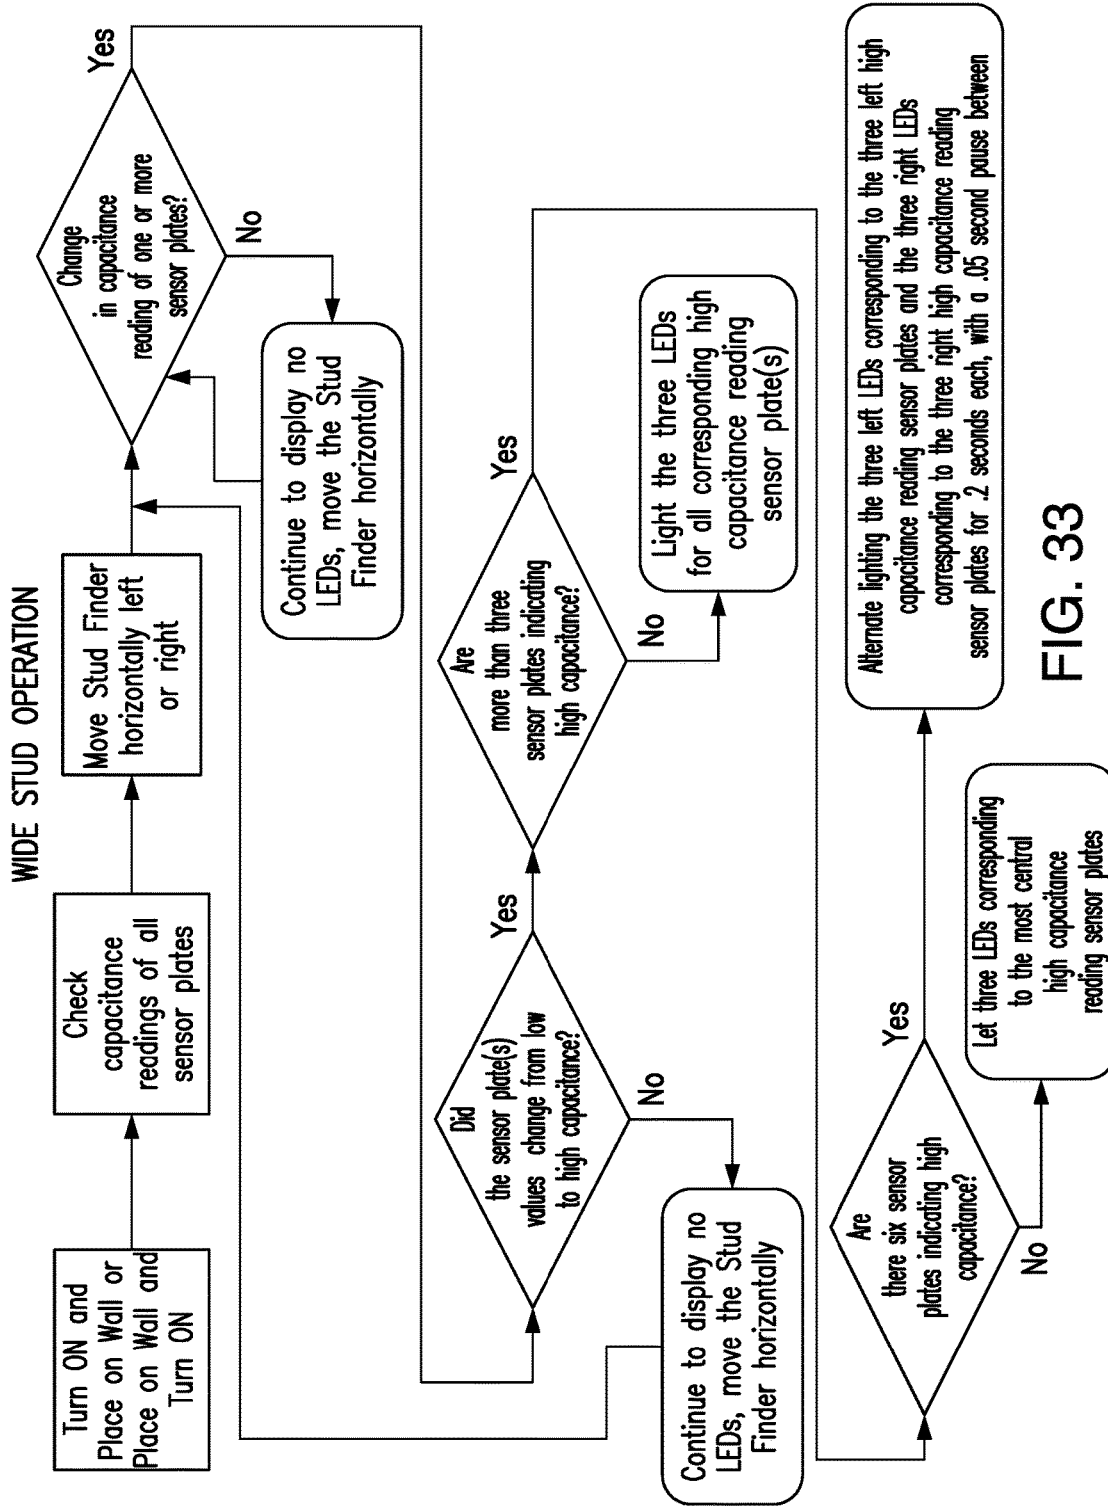 WIDE STUD OPERATION
Turn ON and
Place on Wall or
Place on Wall and
Turn ON
Check
capacitance
readings of all
sensor plates
Move Stud Finder
horizontally left
or right
Change
in capacitance
reading of one or more
sensor plates?
Yes
No
Continue to display no
LEDs, move the Stud
Finder horizontally
Did
the sensor plate(s)
values change from low
to high capacitance?
Yes
No
Continue to display no
LEDs, move the Stud
Finder horizontally
Are
more than three
sensor plates indicating
high capacitance?
Yes
No
Light the three LEDs
for all corresponding high
capacitance reading
sensor plate(s)
Are
there six sensor
plates indicating high
capacitance?
Yes
No
Let three LEDs corresponding
to the most central
high capacitance
reading sensor plates
Alternate lighting the three left LEDs corresponding to the three left high
capacitance reading sensor plates and the three right LEDs
corresponding to the three right high capacitance reading
sensor plates for .2 seconds each, with a .05 second pause between
FIG. 33